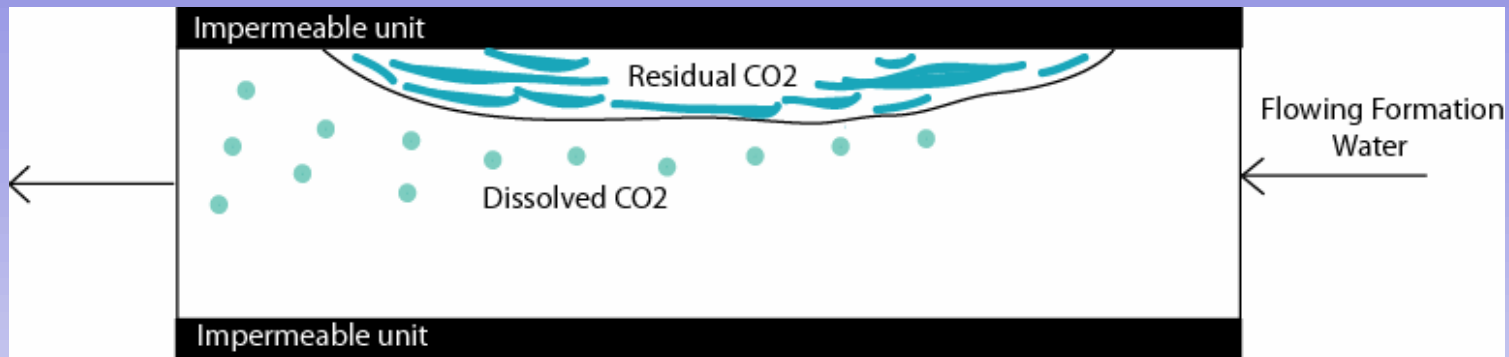 Impermeable unit
Residual CO2
Flowing Formation
Water
Dissolved CO2
Impermeable unit